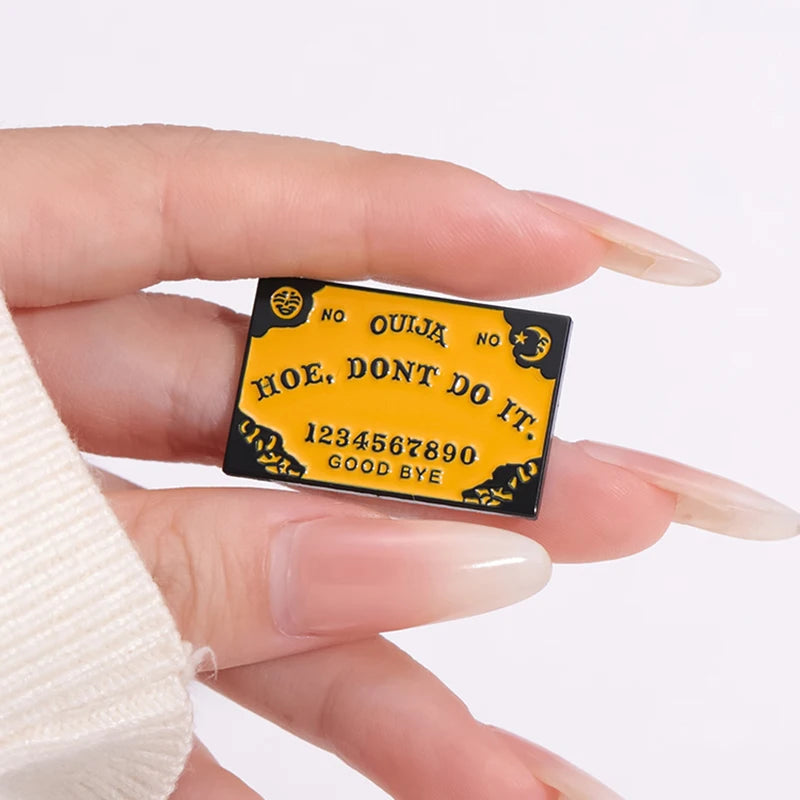 NO OUIJA NO
HOE, DONT DO IT.
1234567890
GOOD BYE